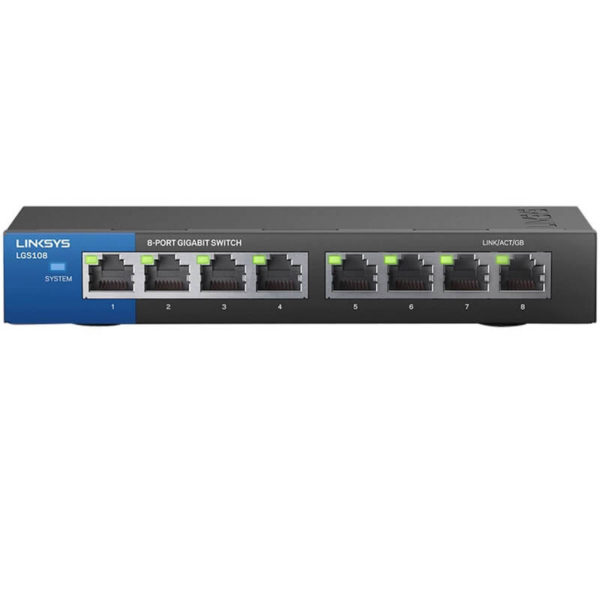 LINKSYS
LGS108
8-PORT GIGABIT SWITCH
LINK/ACT/GB
SYSTEM
1 2 3 4 5 6 7 8